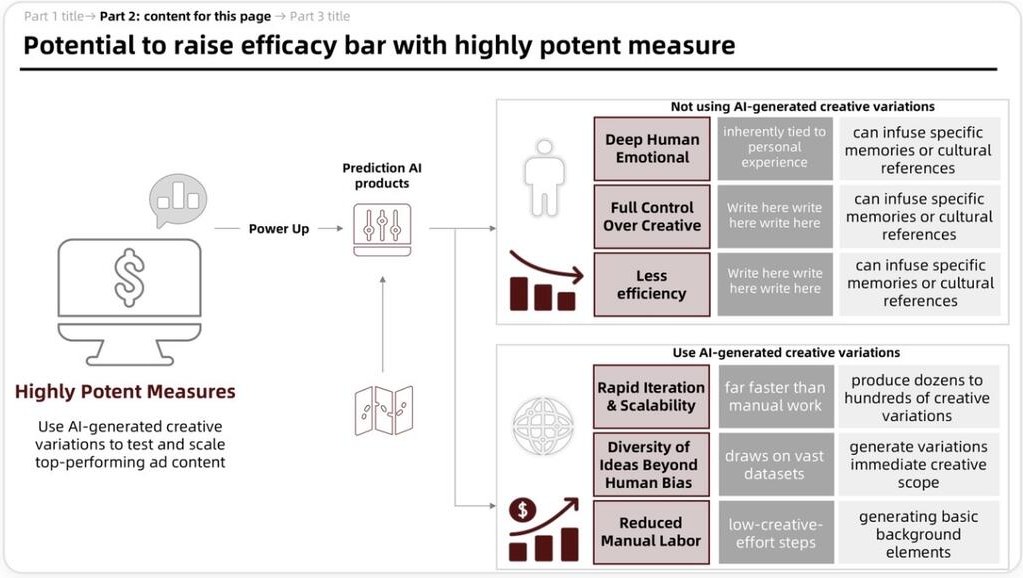 Part 1 title→ Part 2: content for this page → Part 3 title
Potential to raise efficacy bar with highly potent measure
Highly Potent Measures
Use AI-generated creative
variations to test and scale
top-performing ad content
Power Up
Prediction AI
products
Not using AI-generated creative variations
Deep Human
Emotional
inherently tied to
personal
experience
can infuse specific
memories or cultural
references
Full Control
Over Creative
Write here write
here write here
can infuse specific
memories or cultural
references
Less
efficiency
Write here write
here write here
can infuse specific
memories or cultural
references
Use AI-generated creative variations
Rapid Iteration
& Scalability
far faster than
manual work
produce dozens to
hundreds of creative
variations
Diversity of
Ideas Beyond
Human Bias
draws on vast
datasets
generate variations
immediate creative
scope
Reduced
Manual Labor
low-creative-
effort steps
generating basic
background
elements